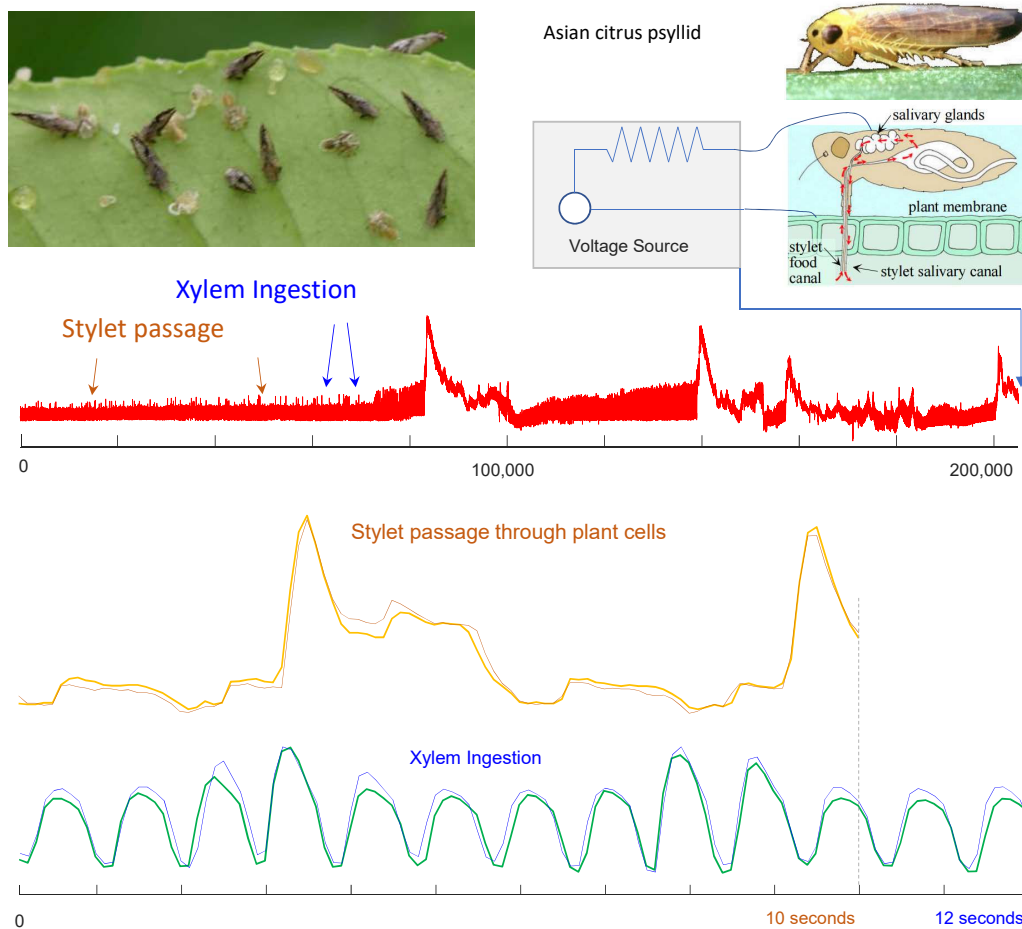 Asian citrus psyllid
salivary glands
plant membrane
Voltage Source
stylet
food
canal
stylet salivary canal
Xylem Ingestion
Stylet passage
0
100,000
200,000
Stylet passage through plant cells
Xylem Ingestion
0
10 seconds
12 seconds